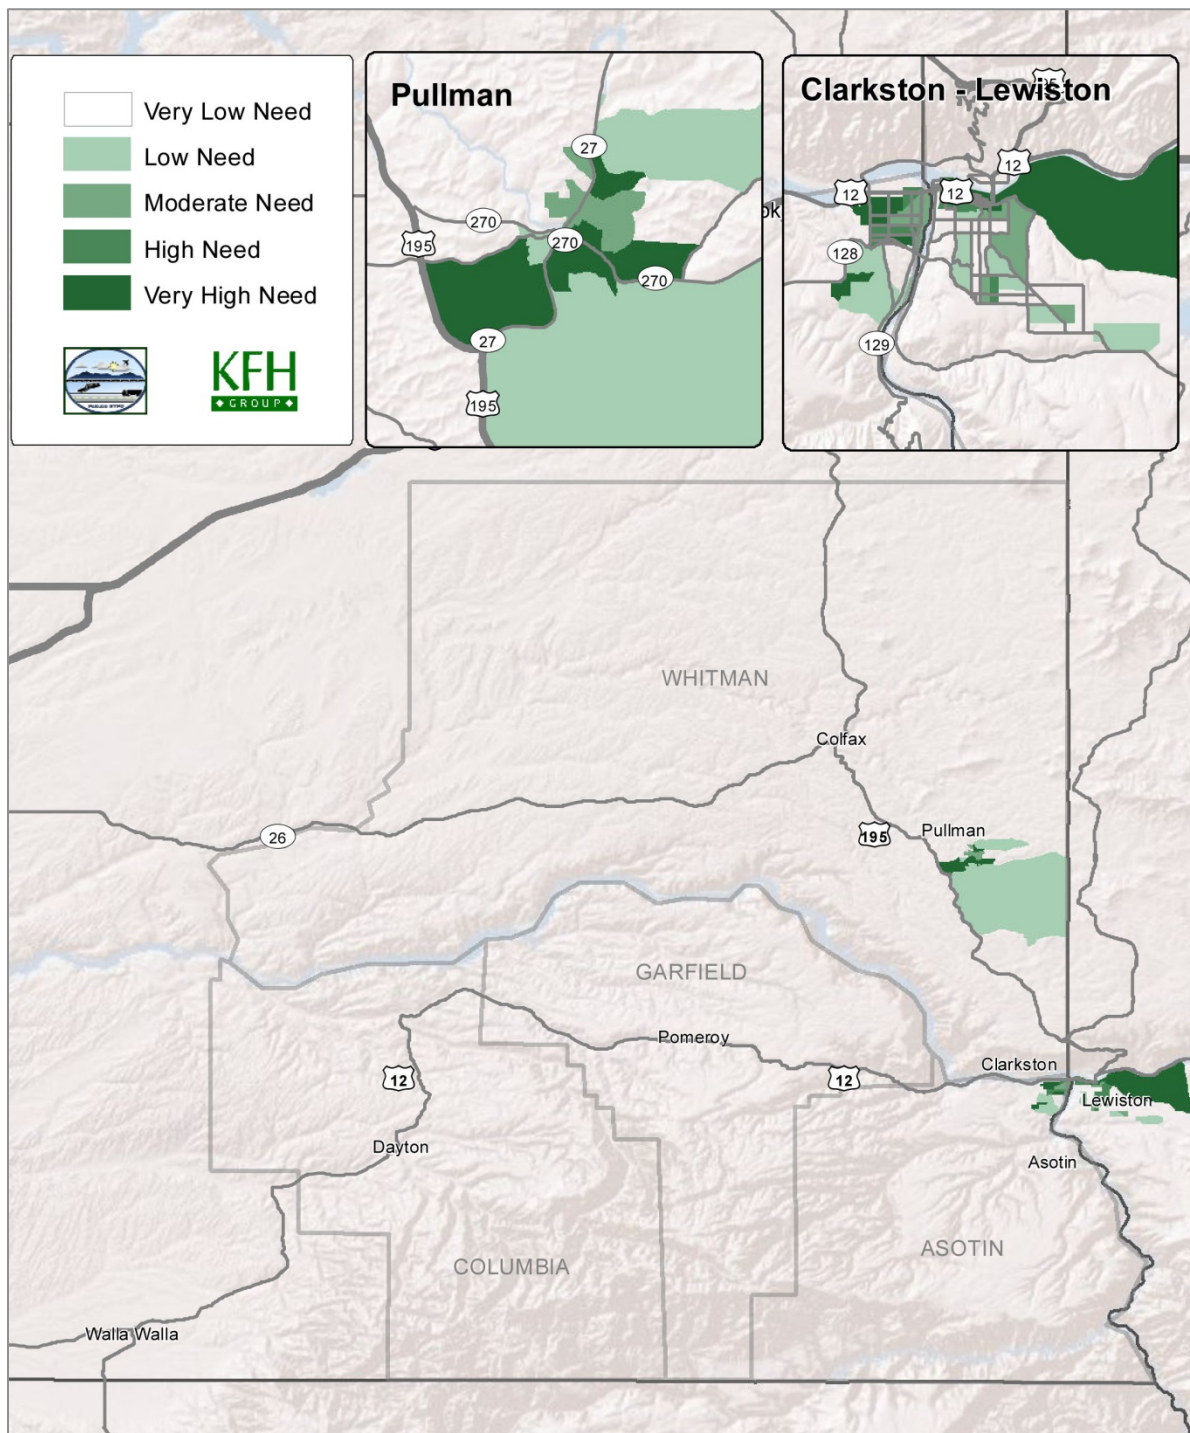 Very Low Need
Low Need
Moderate Need
High Need
Very High Need
KFH
GROUP
Pullman
27
270
195
270
270
27
195
Clarkston - Lewiston
12
12
12
128
129
WHITMAN
Colfax
26
195
Pullman
GARFIELD
Pomeroy
Clarkston
12
12
Lewiston
Dayton
Asotin
ASOTIN
COLUMBIA
Walla Walla